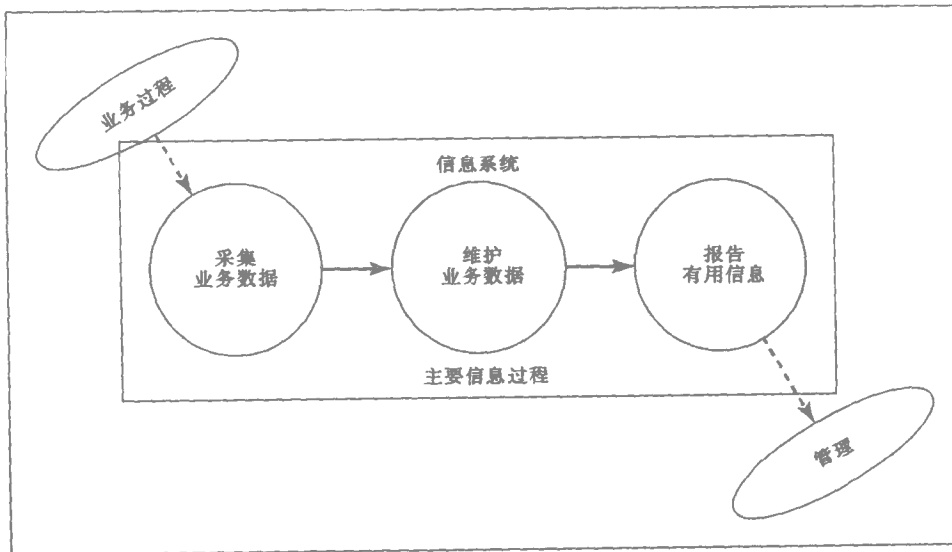 业务过程
信息系统
采集
业务数据
维护
业务数据
报告
有用信息
主要信息过程
管理